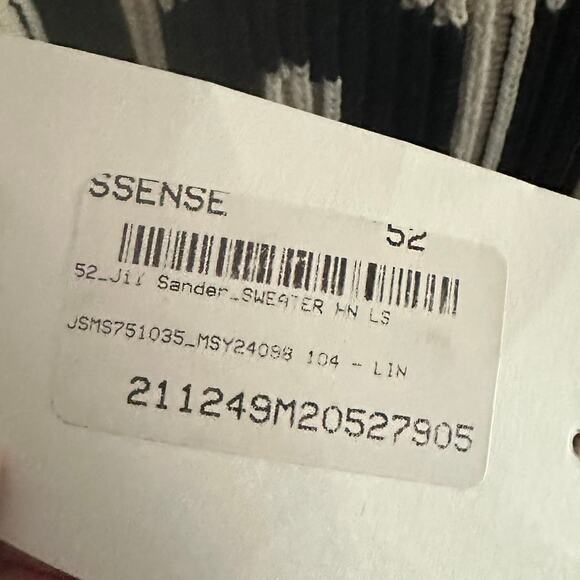 SSENSE
52
52_Jil Sander_SWEATER HN LS
JSMS751035_MSY24098 104 - LIN
211249M20527905